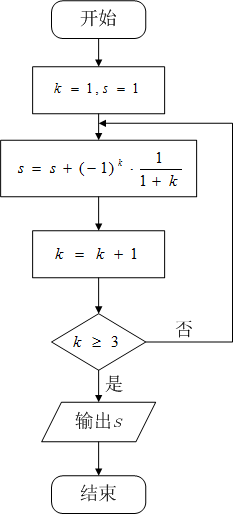 开始
k = 1, s = 1
s = s + (-1)^k · 1/(1 + k)
k = k + 1
k ≥ 3
否
是
输出s
结束